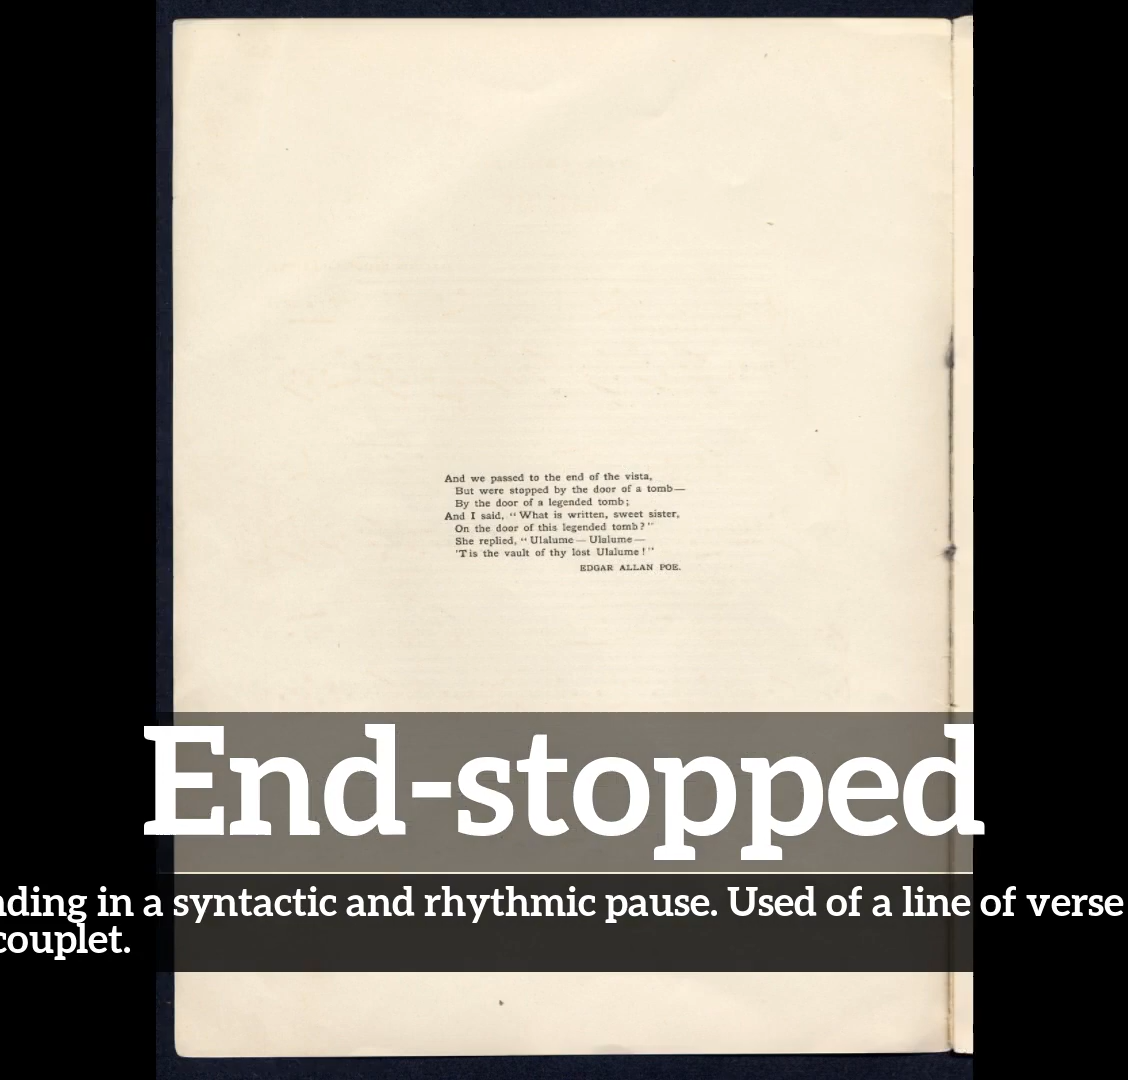 And we passed to the end of the vista,
But were stopped by the door of a tomb—
By the door of a legended tomb;
And I said, “ What is written, sweet sister,
On the door of this legended tomb ? ”
She replied, “ Ulalume — Ulalume —
'Tis the vault of thy lost Ulalume ! ”
EDGAR ALLAN POE.
End-stopped
in a syntactic and rhythmic pause. Used of a line of verse
couplet.